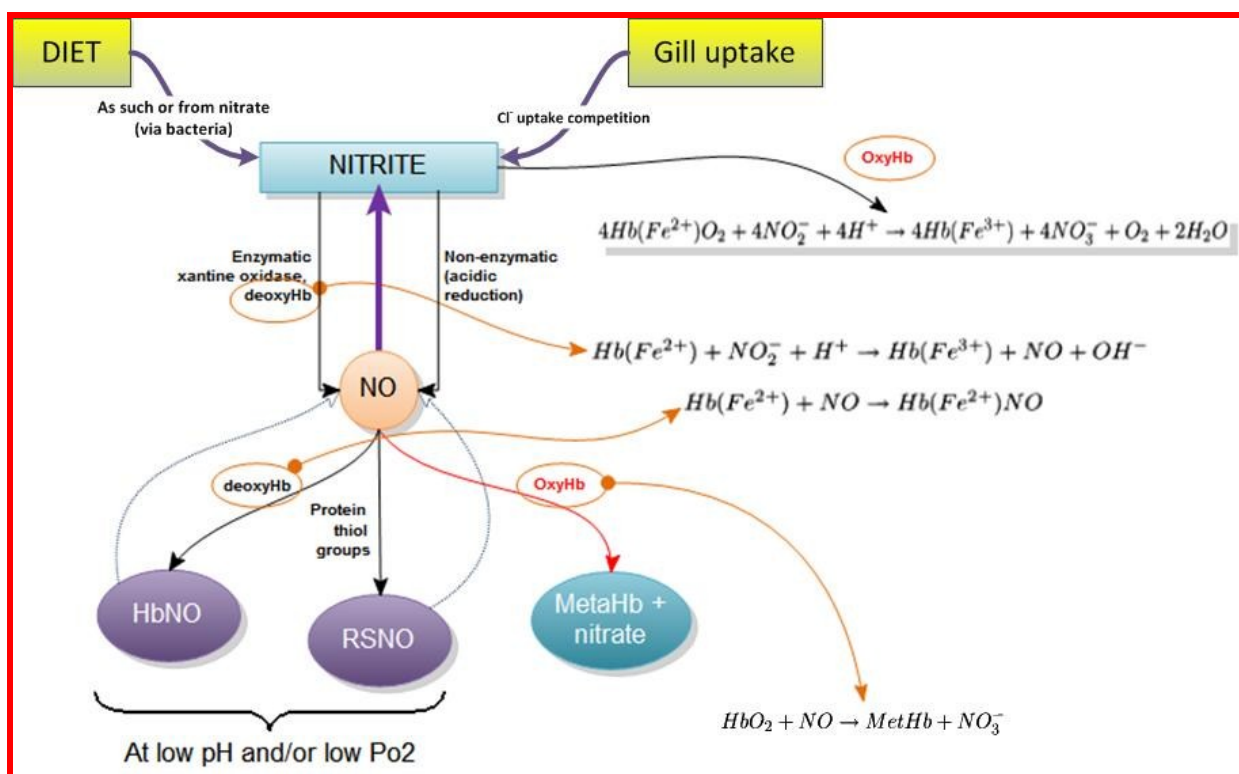 DIET
Gill uptake
As such or from nitrate
(via bacteria)
Cl⁻ uptake competition
NITRITE
OxyHb
4Hb(Fe²⁺)O₂ + 4NO₂⁻ + 4H⁺ → 4Hb(Fe³⁺) + 4NO₃⁻ + O₂ + 2H₂O
Enzymatic
xantine oxidase,
deoxyHb
Non-enzymatic
(acidic
reduction)
Hb(Fe²⁺) + NO₂⁻ + H⁺ → Hb(Fe³⁺) + NO + OH⁻
NO
Hb(Fe²⁺) + NO → Hb(Fe²⁺)NO
deoxyHb
OxyHb
Protein
thiol
groups
HbNO
RSNO
MetaHb +
nitrate
HbO₂ + NO → MetHb + NO₃⁻
At low pH and/or low Po2